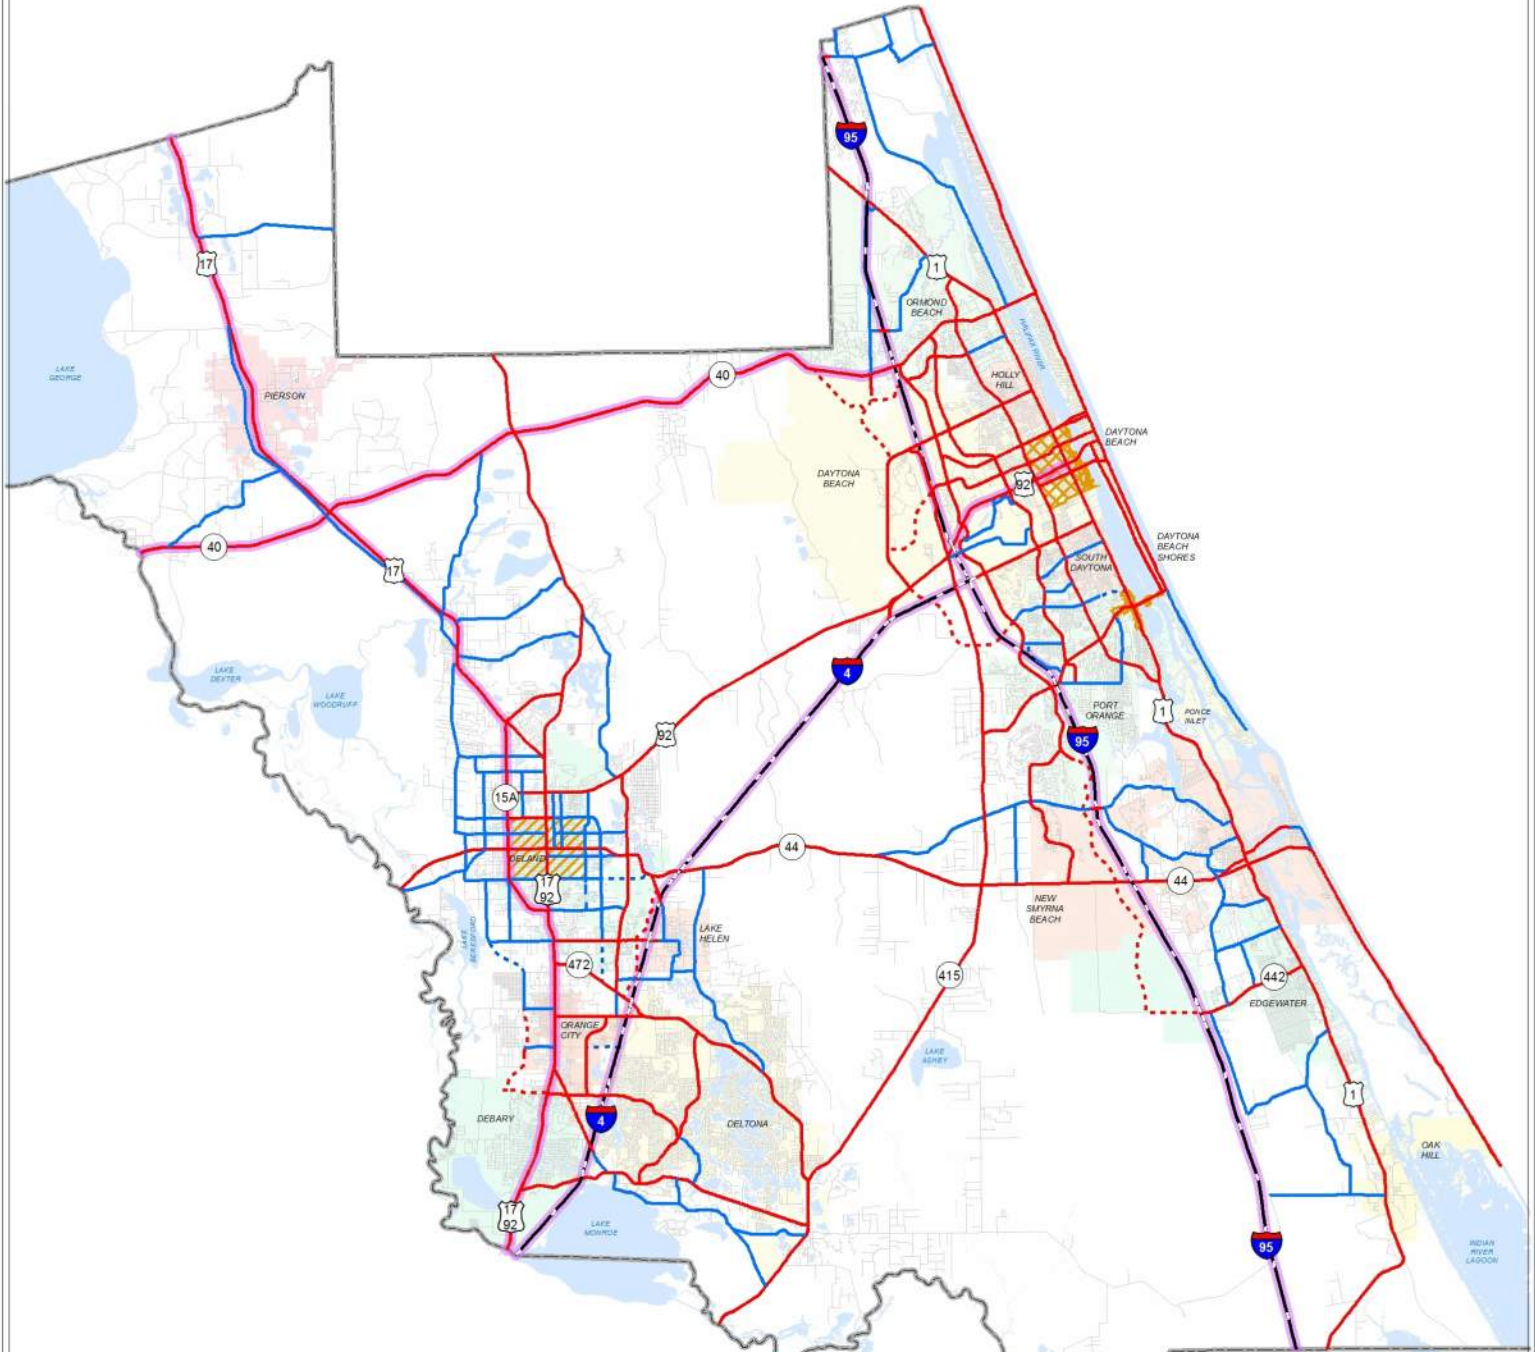 95
17
1
ORMOND
BEACH
HALIFAX RIVER
LAKE
GEORGE
PIERSON
40
HOLLY
HILL
DAYTONA
BEACH
DAYTONA
BEACH
92
40
17
DAYTONA
BEACH
SHORES
SOUTH
DAYTONA
LAKE
DEXTER
LAKE
WOODRUFF
4
92
PORT
ORANGE
1
PONCE
INLET
95
15A
44
DELAND
17
92
44
NEW
SMYRNA
BEACH
LAKE
BERESFORD
LAKE
HELEN
472
415
442
EDGEWATER
ORANGE
CITY
LAKE
ASHBY
1
4
DEBARY
DELTONA
OAK
HILL
17
92
LAKE
MONROE
95
INDIAN
RIVER
LAGOON